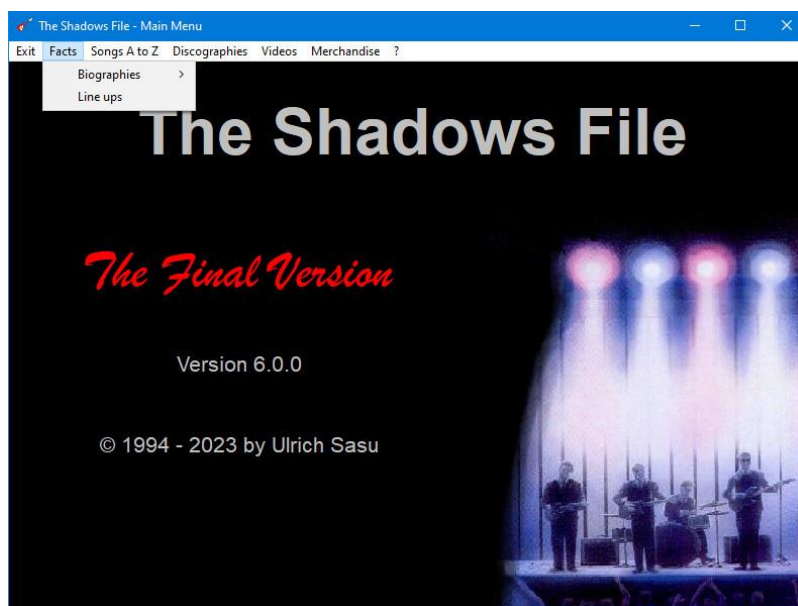 The Shadows File - Main Menu
Exit Facts Songs A to Z Discographies Videos Merchandise ?
Biographies >
Line ups
The Shadows File
The Final Version
Version 6.0.0
© 1994 - 2023 by Ulrich Sasu